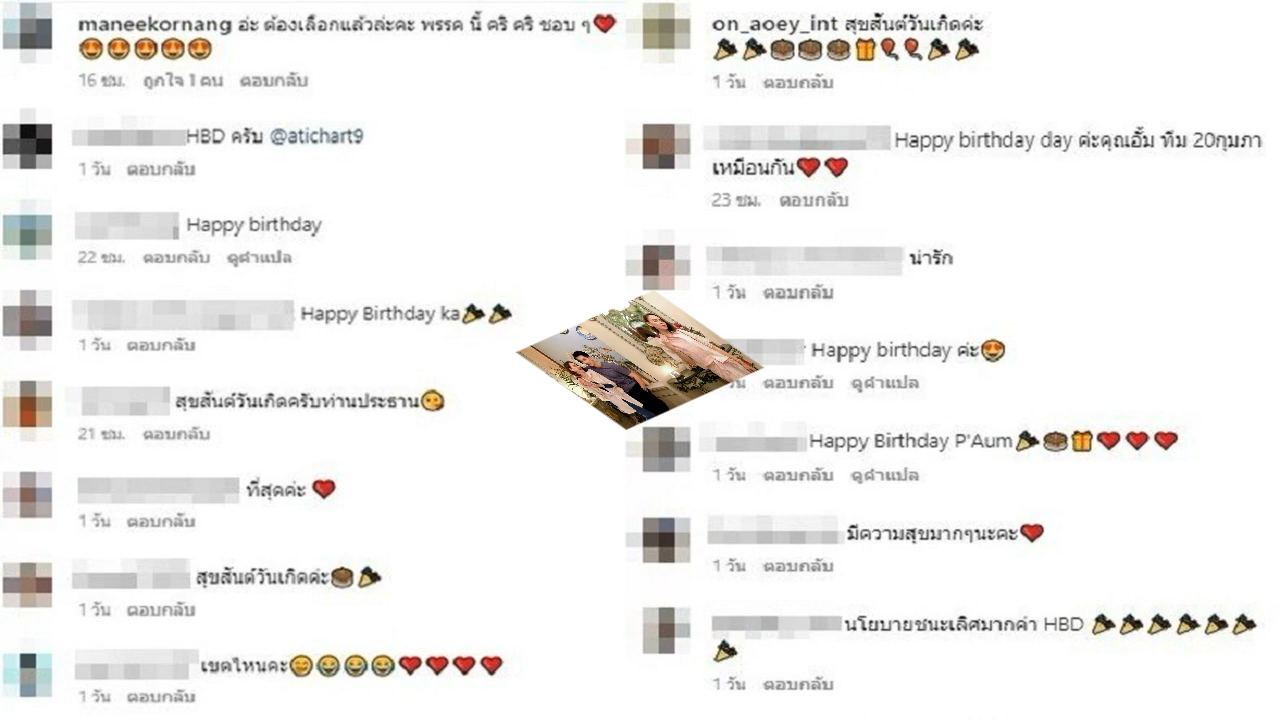 maneekornang อ่ะ ต้องเลือกแล้วล่ะคะ พรรค นี้ คริ คริ ชอบ ๆ❤️
😍😍😍😍😍
16 ชม. ถูกใจ 1 คน ตอบกลับ
HBD ครับ @atichart9
1 วัน ตอบกลับ
Happy birthday
22 ชม. ตอบกลับ ดูคำแปล
Happy Birthday ka🎉🎉
1 วัน ตอบกลับ
สุขสันต์วันเกิดครับท่านประธาน😋
21 ชม. ตอบกลับ
ที่สุดค่ะ ❤️
1 วัน ตอบกลับ
สุขสันต์วันเกิดค่ะ🎂🎉
1 วัน ตอบกลับ
เขตไหนคะ😊😂😂😂❤️❤️❤️❤️
1 วัน ตอบกลับ
on_aoey_int สุขสันต์วันเกิดค่ะ
🎉🎉🎂🎂🎂🎁🎈🎈🎉🎉
1 วัน ตอบกลับ
Happy birthday day ค่ะคุณอั้ม ทีม 20กุมภา
เหมือนกัน❤️❤️
23 ชม. ตอบกลับ
น่ารัก
1 วัน ตอบกลับ
Happy birthday ค่ะ😍
วัน ตอบกลับ ดูคำแปล
Happy Birthday P'Aum🎉🎂🎁❤️❤️❤️
1 วัน ตอบกลับ ดูคำแปล
มีความสุขมากๆนะคะ❤️
1 วัน ตอบกลับ
นโยบายชนะเลิศมากค่า HBD 🎉🎉🎉🎉🎉🎉
🎉
1 วัน ตอบกลับ